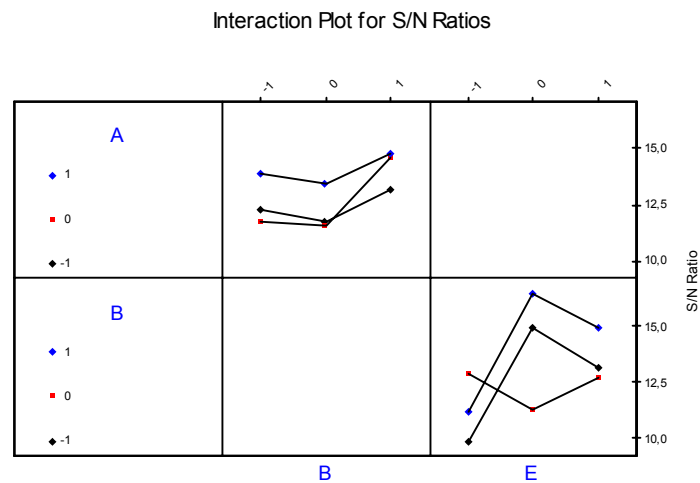 Interaction Plot for S/N Ratios
-1 0 1 -1 0 1
A
1
0
-1
15,0
12,5
10,0
S/N Ratio
B
1
0
-1
15,0
12,5
10,0
B E